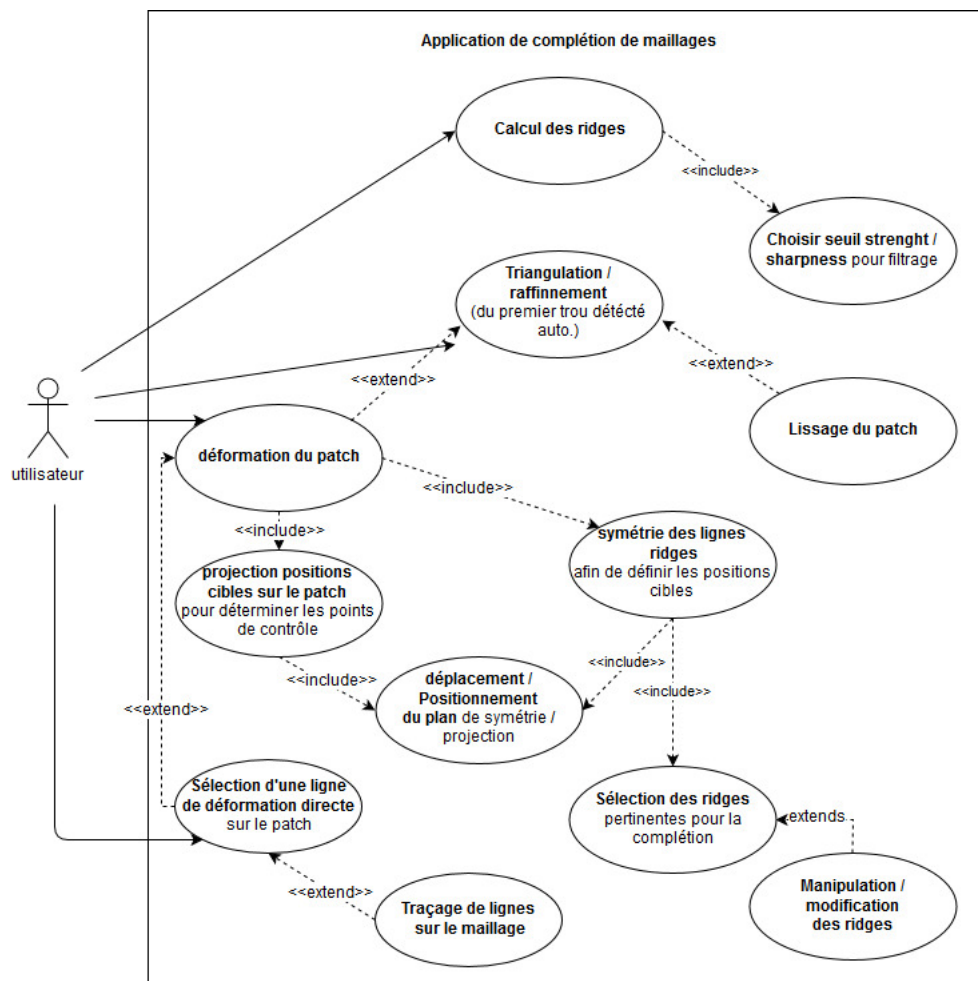 Application de complétion de maillages
Calcul des ridges
<<include>>
Choisir seuil strenght /
sharpness pour filtrage
Triangulation /
raffinnement
(du premier trou détécté
auto.)
<<extend>>
<<extend>>
Lissage du patch
utilisateur
déformation du patch
<<include>>
<<include>>
symétrie des lignes
ridges
afin de définir les positions
cibles
projection positions
cibles sur le patch
pour déterminer les points
de contrôle
<<include>>
<<include>>
<<include>>
déplacement /
Positionnement
du plan de symétrie /
projection
<<extend>>
Sélection d'une ligne
de déformation directe
sur le patch
Sélection des ridges
pertinentes pour la
complétion
extends
<<extend>>
Traçage de lignes
sur le maillage
Manipulation /
modification
des ridges